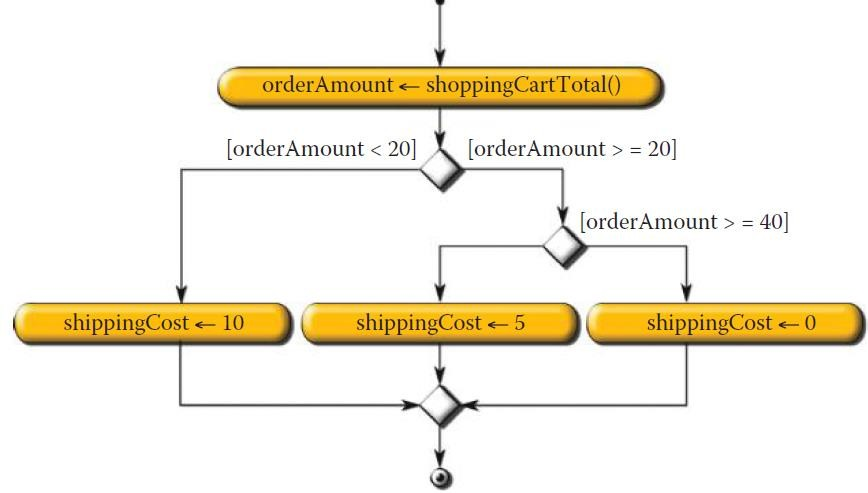 orderAmount ← shoppingCartTotal()
[orderAmount < 20]
[orderAmount > = 20]
[orderAmount > = 40]
shippingCost ← 10
shippingCost ← 5
shippingCost ← 0